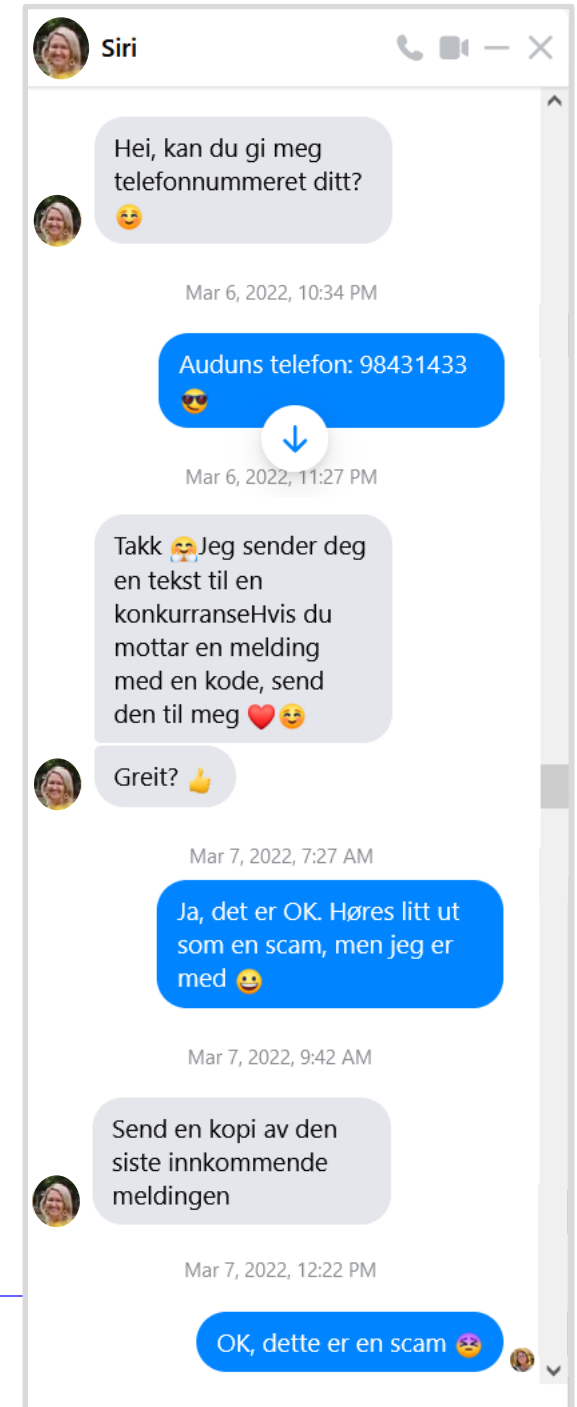 Siri
Hei, kan du gi meg
telefonnummeret ditt?
☺️
Mar 6, 2022, 10:34 PM
Auduns telefon: 98431433
😎
Mar 6, 2022, 11:27 PM
Takk 🤗Jeg sender deg
en tekst til en
konkurranseHvis du
mottar en melding
med en kode, send
den til meg ❤️☺️
Greit? 👍
Mar 7, 2022, 7:27 AM
Ja, det er OK. Høres litt ut
som en scam, men jeg er
med 😀
Mar 7, 2022, 9:42 AM
Send en kopi av den
siste innkommende
meldingen
Mar 7, 2022, 12:22 PM
OK, dette er en scam 😣